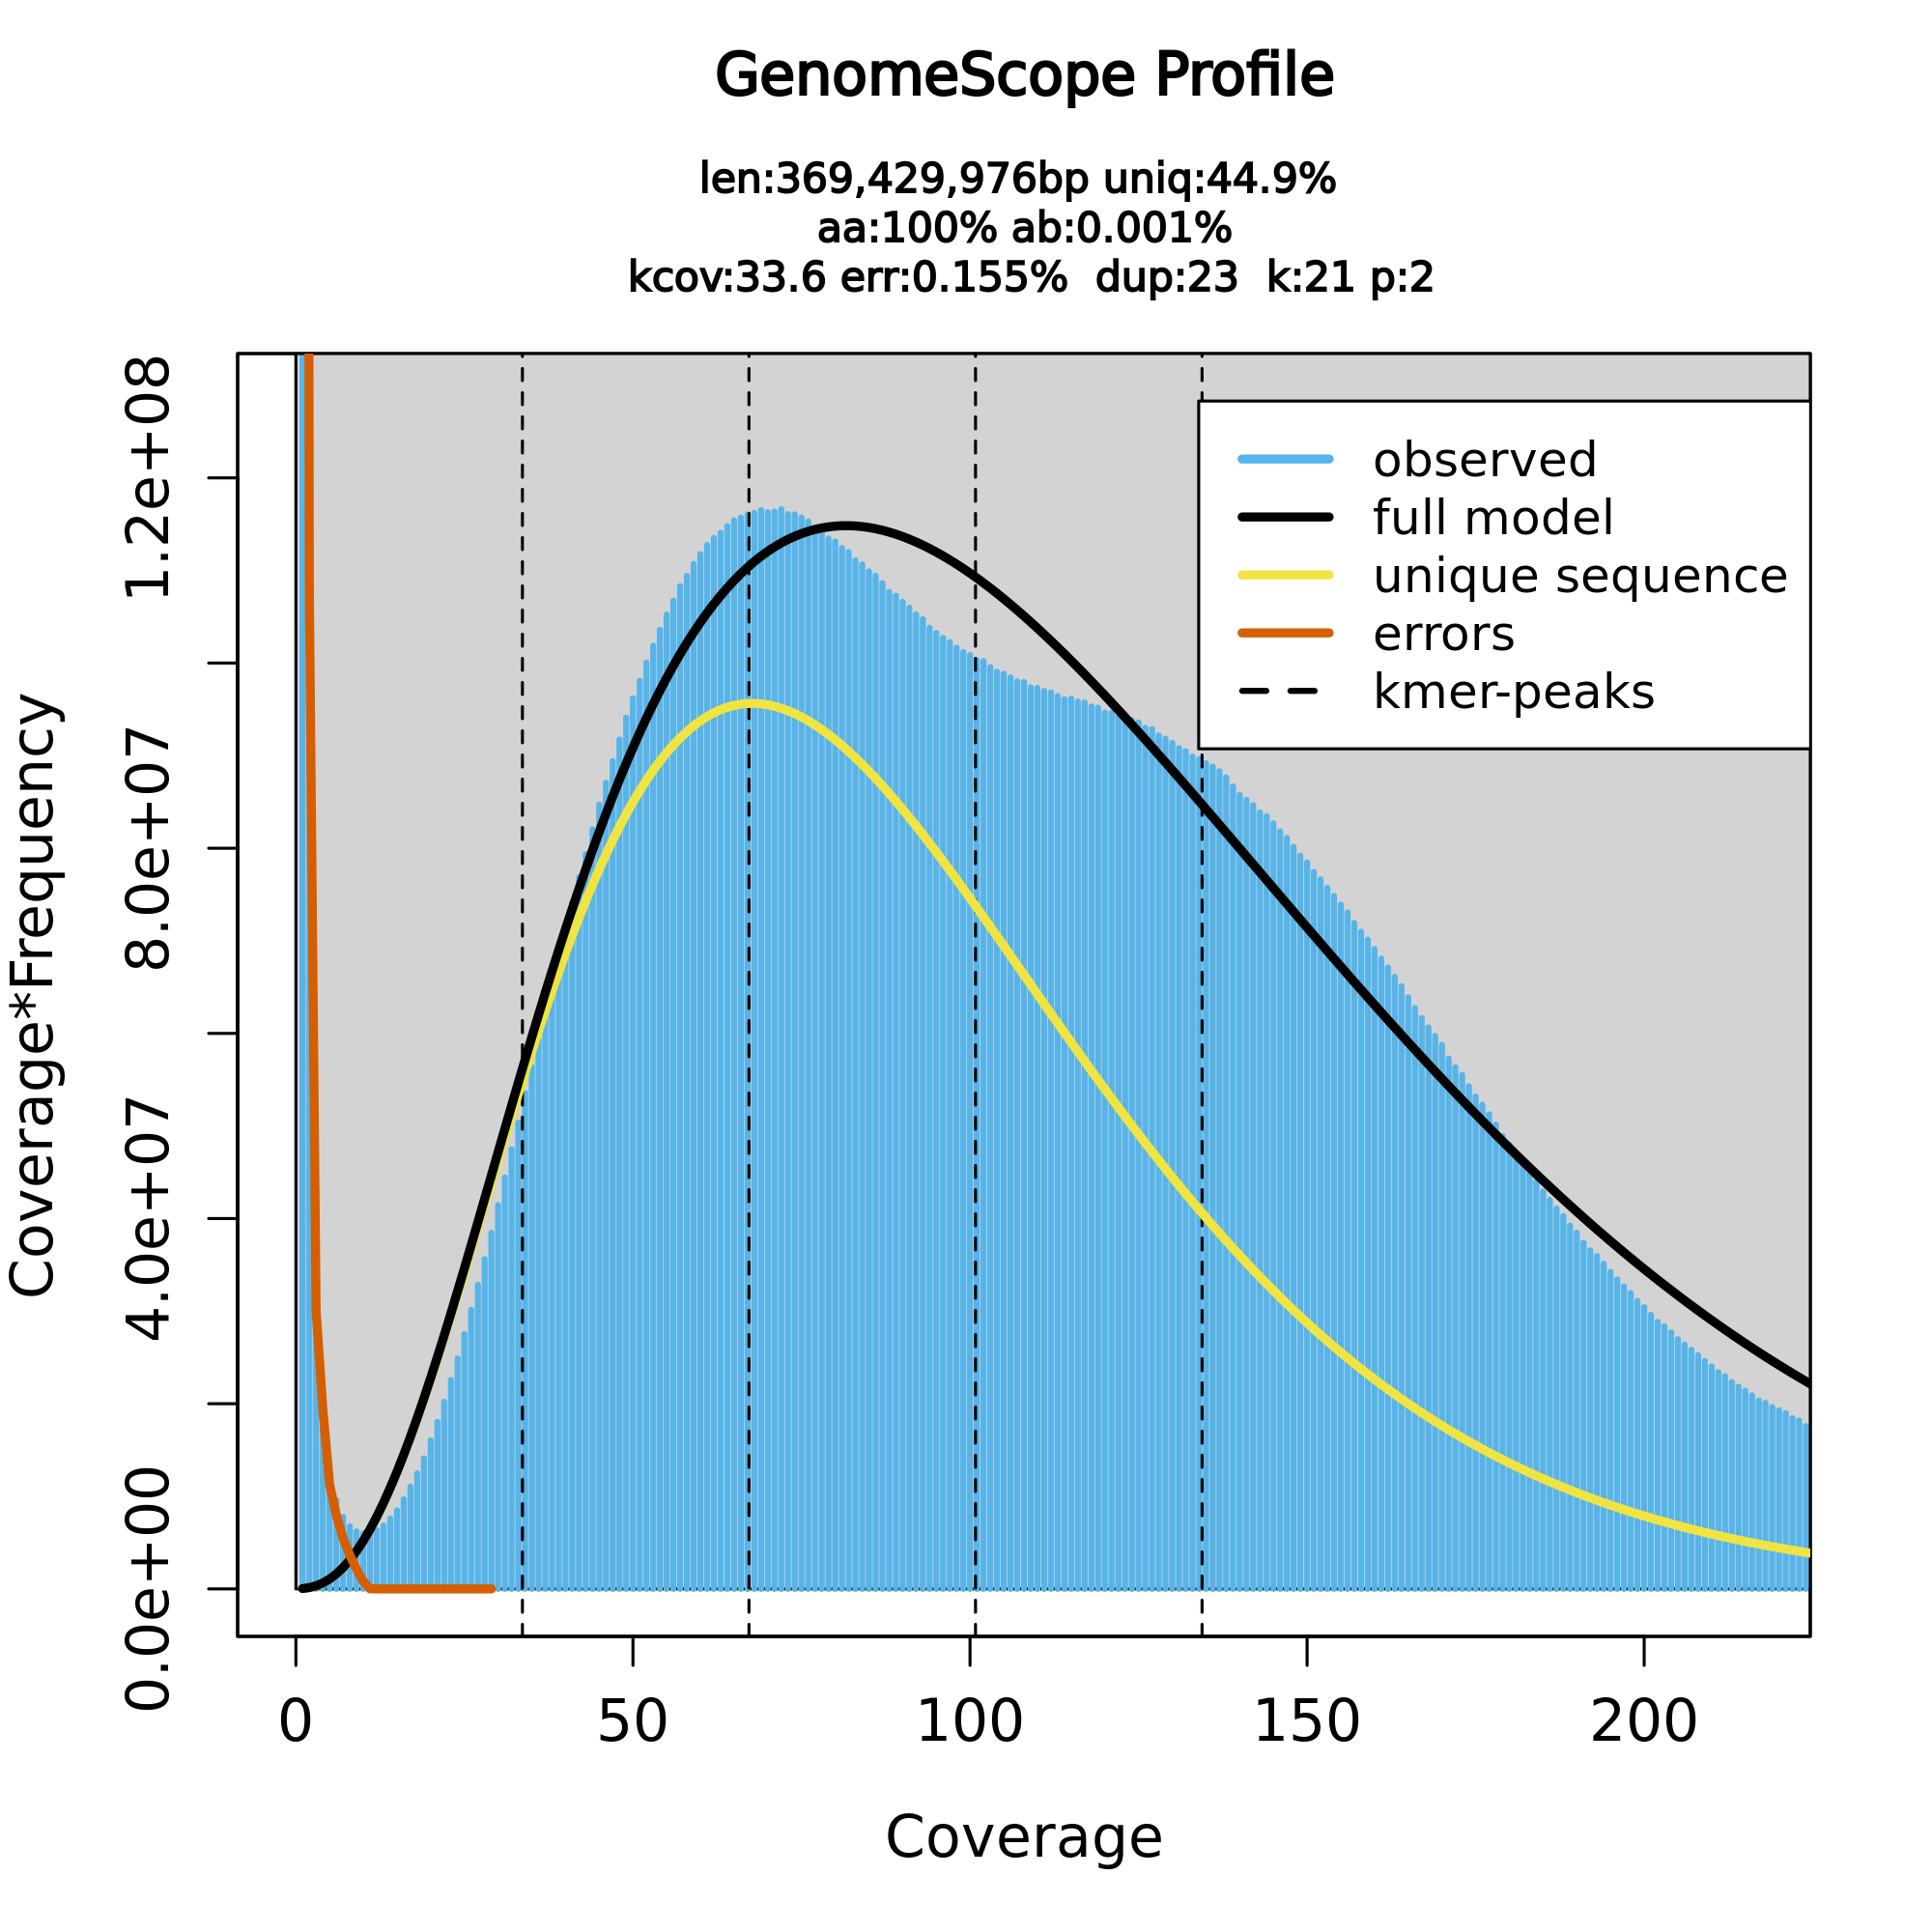 GenomeScope Profile
len:369,429,976bp uniq:44.9%
aa:100% ab:0.001%
kcov:33.6 err:0.155% dup:23 k:21 p:2
observed
full model
unique sequence
errors
kmer-peaks
Coverage*Frequency
1.2e+08
8.0e+07
4.0e+07
0.0e+00
0 50 100 150 200
Coverage